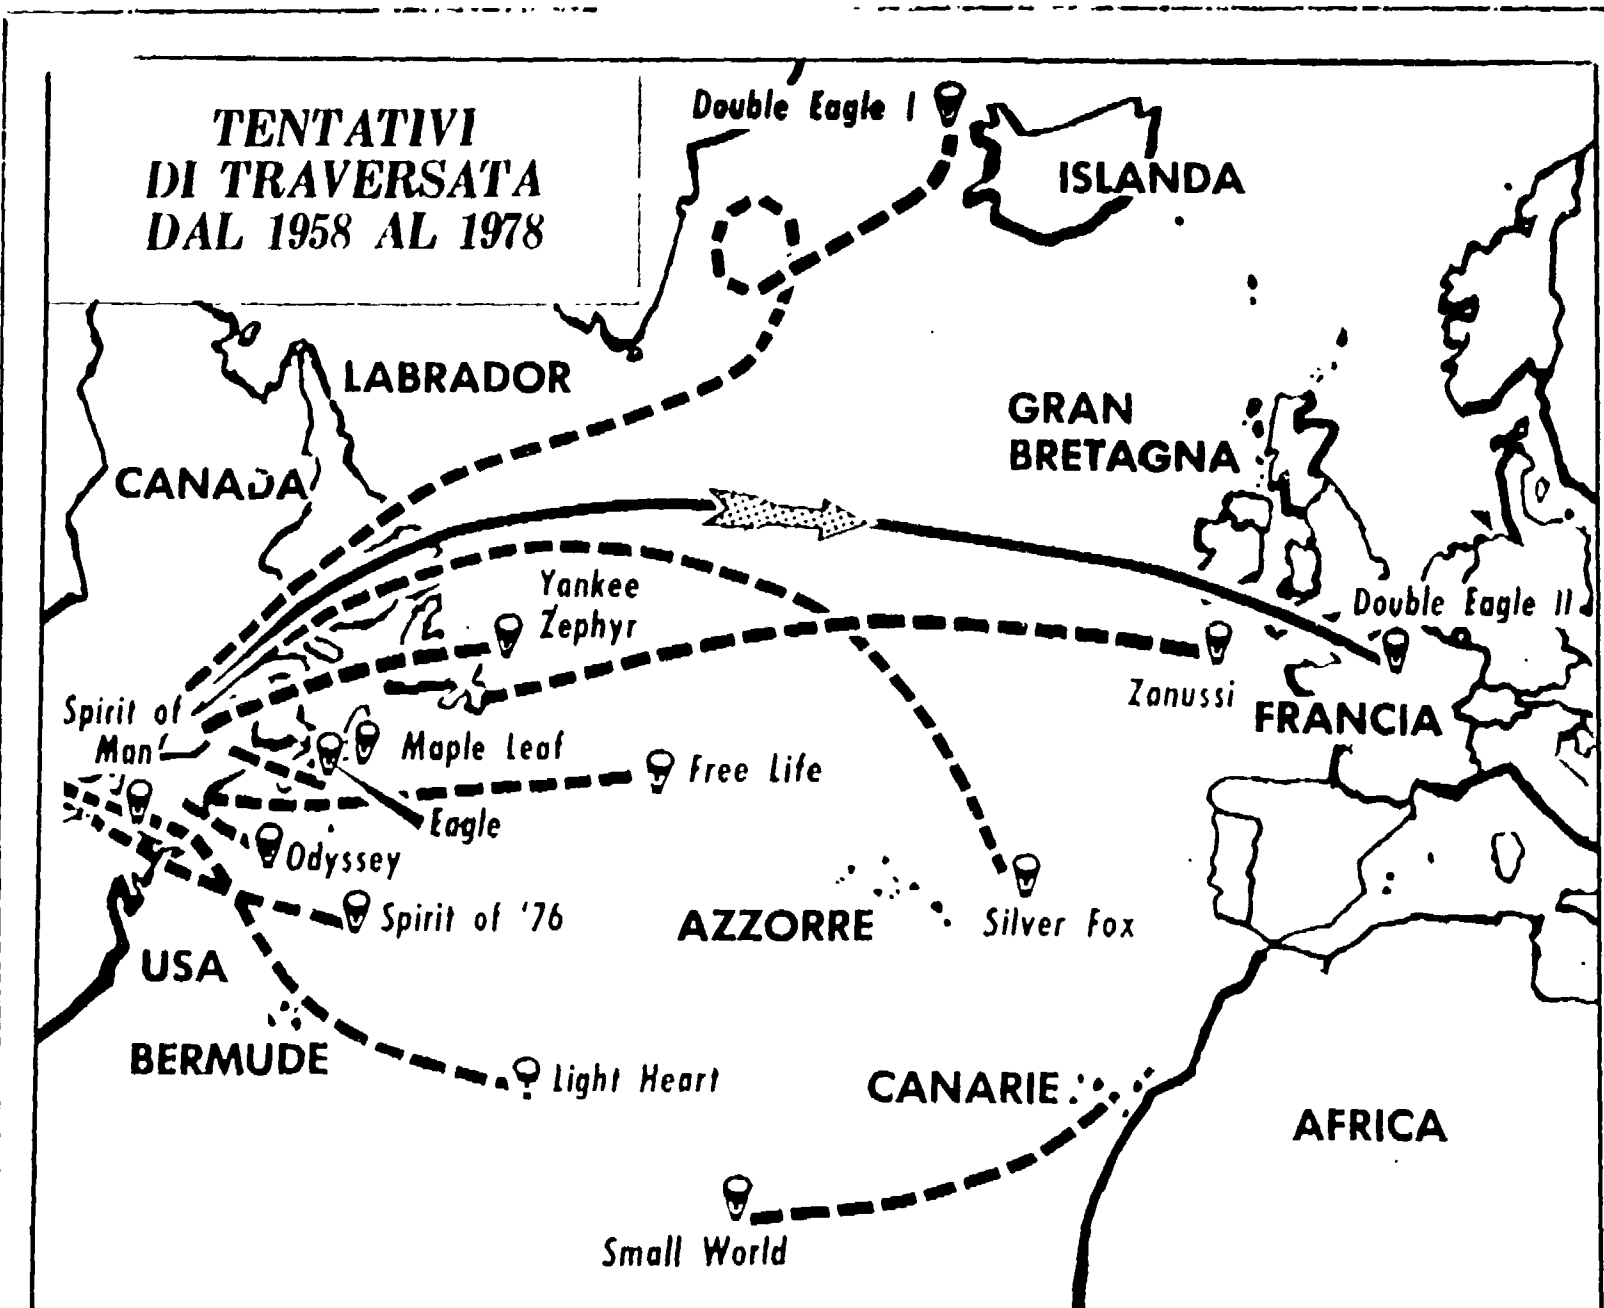 TENTATIVI
DI TRAVERSATA
DAL 1958 AL 1978
Double Eagle I
ISLANDA
LABRADOR
GRAN
BRETAGNA
CANADA
Yankee
Zephyr
Double Eagle II
Zanussi
FRANCIA
Spirit of
Man
Maple Leaf
Free Life
Eagle
Odyssey
Spirit of '76
AZZORRE
Silver Fox
USA
BERMUDE
Light Heart
CANARIE
AFRICA
Small World